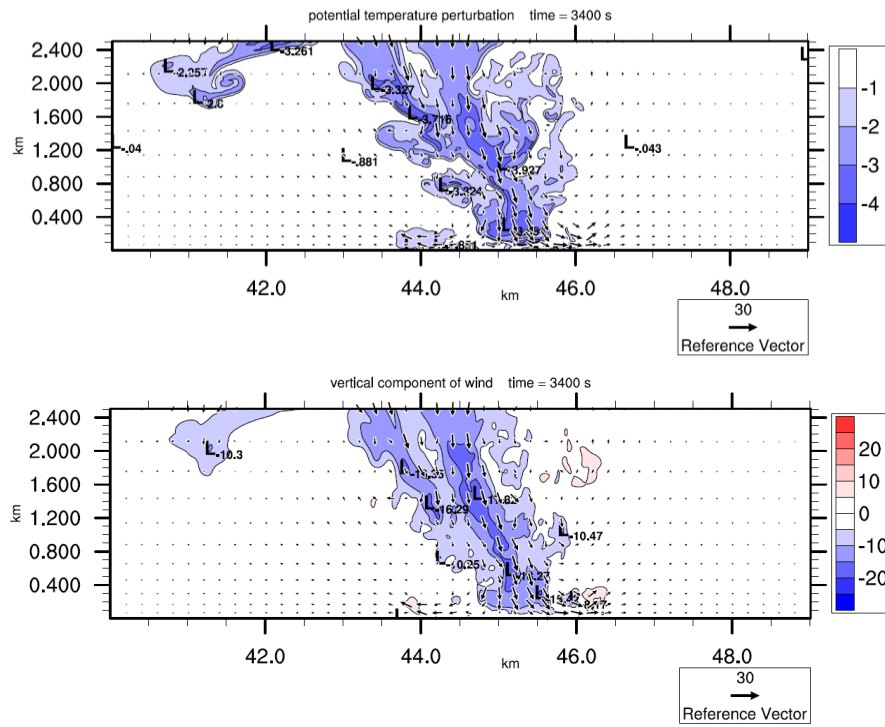 potential temperature perturbation time = 3400 s
2.400
2.000
1.600
1.200
0.800
0.400
km
42.0 44.0 46.0 48.0
km
L -3.261
L -2.257
L -2.6
L -3.327
L -3.716
L -.04
L -.881
L -3.927
L -3.324
L -.043
L
-1
-2
-3
-4
30
Reference Vector
vertical component of wind time = 3400 s
2.400
2.000
1.600
1.200
0.800
0.400
km
42.0 44.0 46.0 48.0
km
L -10.3
L -16.29
L -10.47
L -10.25
20
10
0
-10
-20
30
Reference Vector